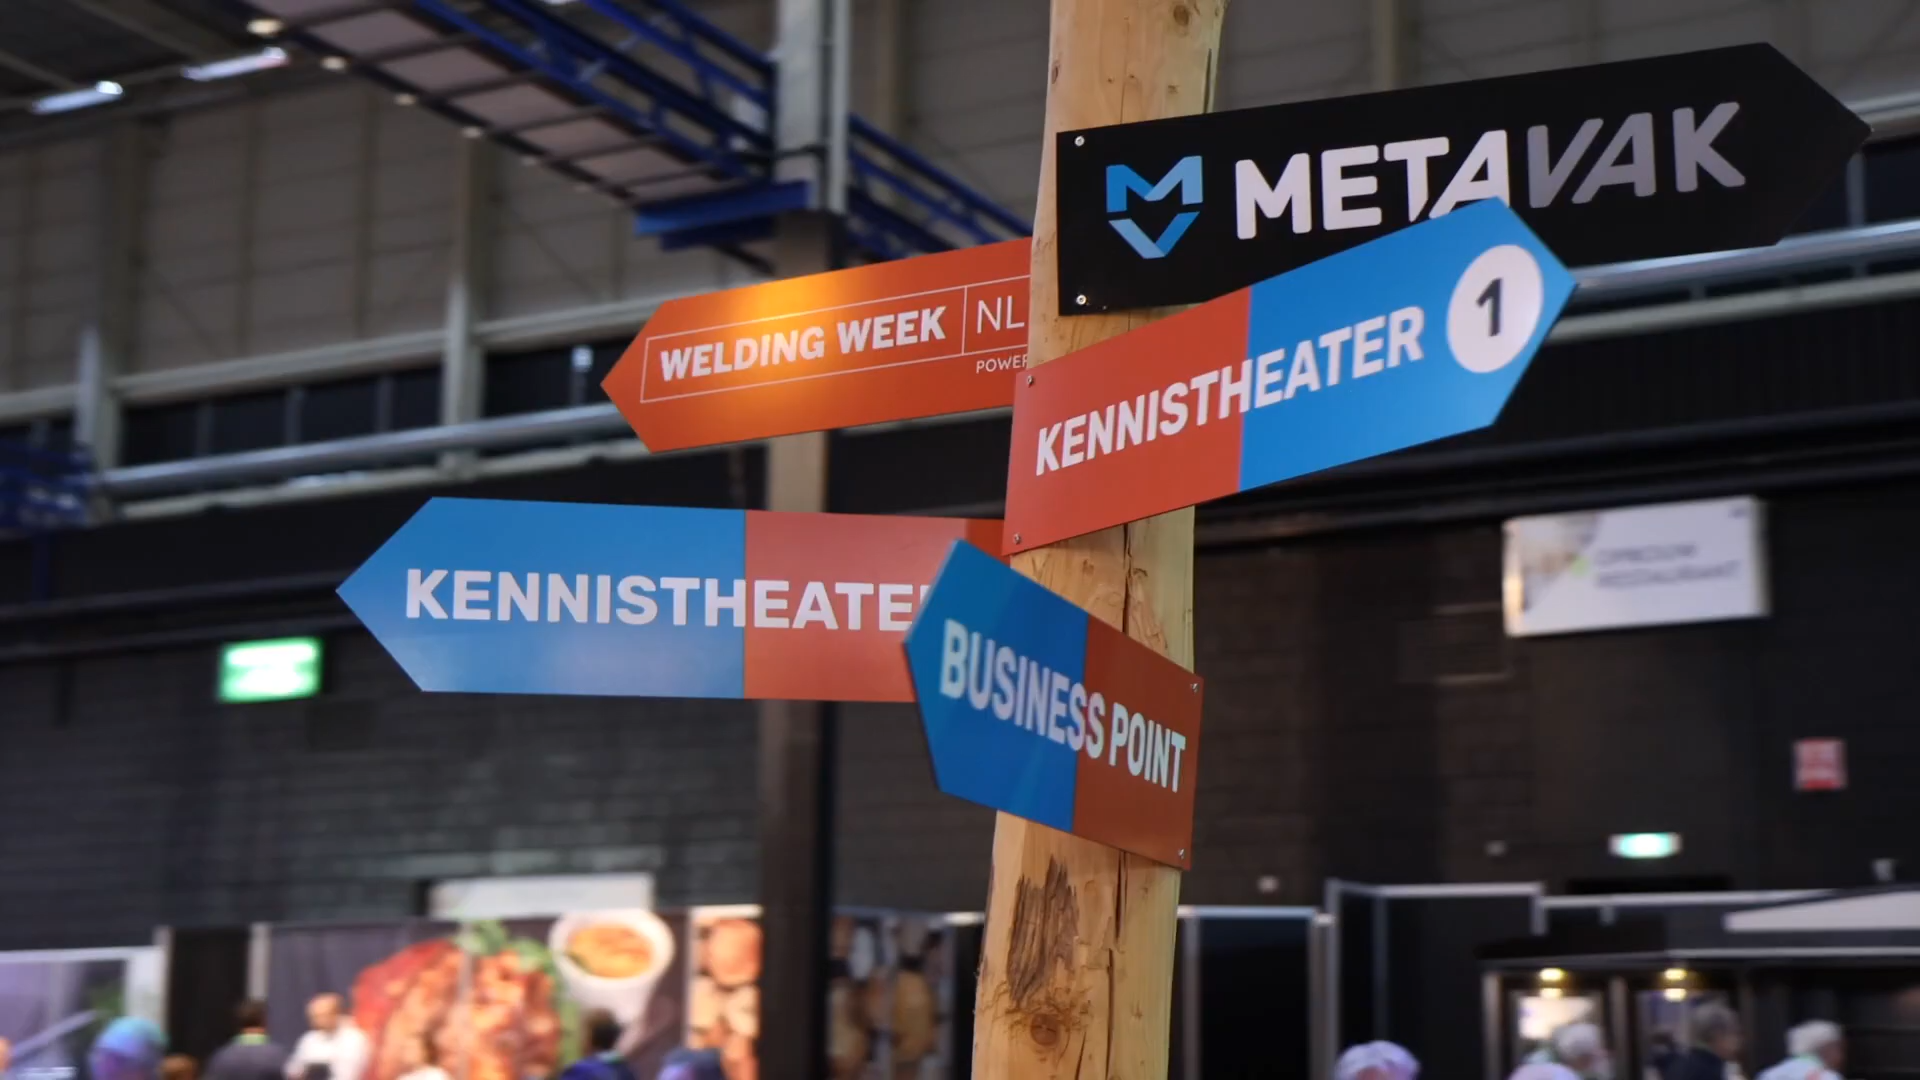 METAVAK
WELDING WEEK NL
POWER
KENNISTHEATER 1
KENNISTHEATE
BUSINESS POINT